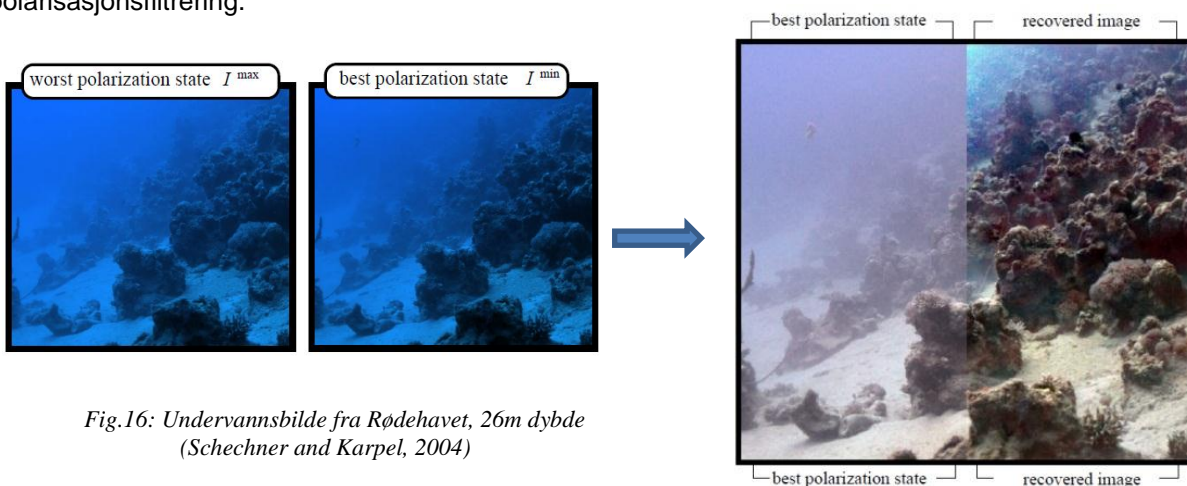 best polarization state recovered image
worst polarization state I max best polarization state I min
Fig.16: Undervannsbilde fra Rødehavet, 26m dybde
(Schechner and Karpel, 2004)
best polarization state recovered image